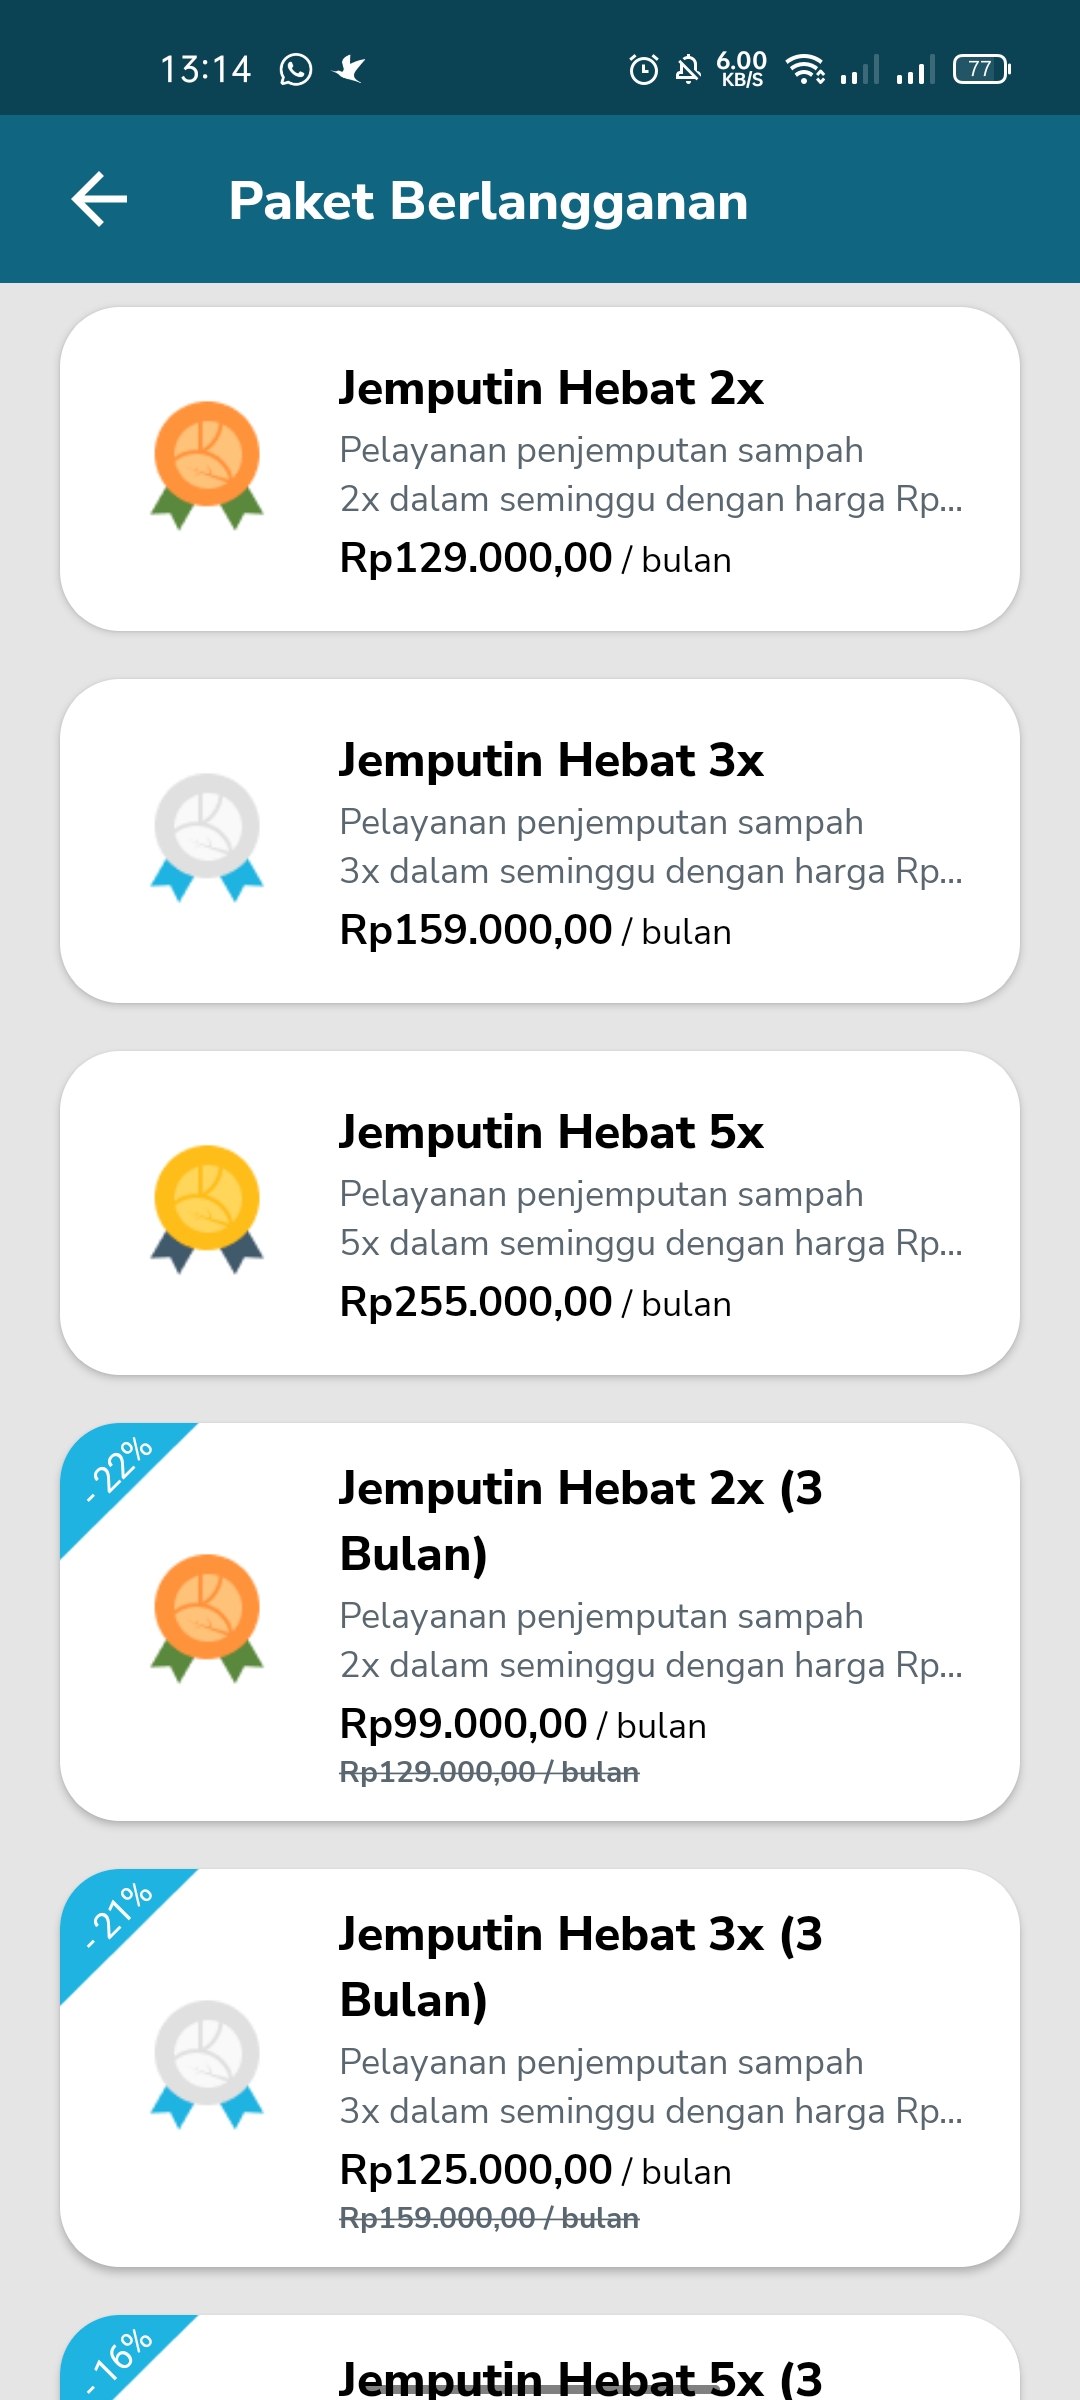 13:14
6.00
KB/S
77
Paket Berlangganan
Jemputin Hebat 2x
Pelayanan penjemputan sampah
2x dalam seminggu dengan harga Rp...
Rp129.000,00 / bulan
Jemputin Hebat 3x
Pelayanan penjemputan sampah
3x dalam seminggu dengan harga Rp...
Rp159.000,00 / bulan
Jemputin Hebat 5x
Pelayanan penjemputan sampah
5x dalam seminggu dengan harga Rp...
Rp255.000,00 / bulan
- 22%
Jemputin Hebat 2x (3
Bulan)
Pelayanan penjemputan sampah
2x dalam seminggu dengan harga Rp...
Rp99.000,00 / bulan
Rp129.000,00 / bulan
- 21%
Jemputin Hebat 3x (3
Bulan)
Pelayanan penjemputan sampah
3x dalam seminggu dengan harga Rp...
Rp125.000,00 / bulan
Rp159.000,00 / bulan
- 16%
Jemputin Hebat 5x (3